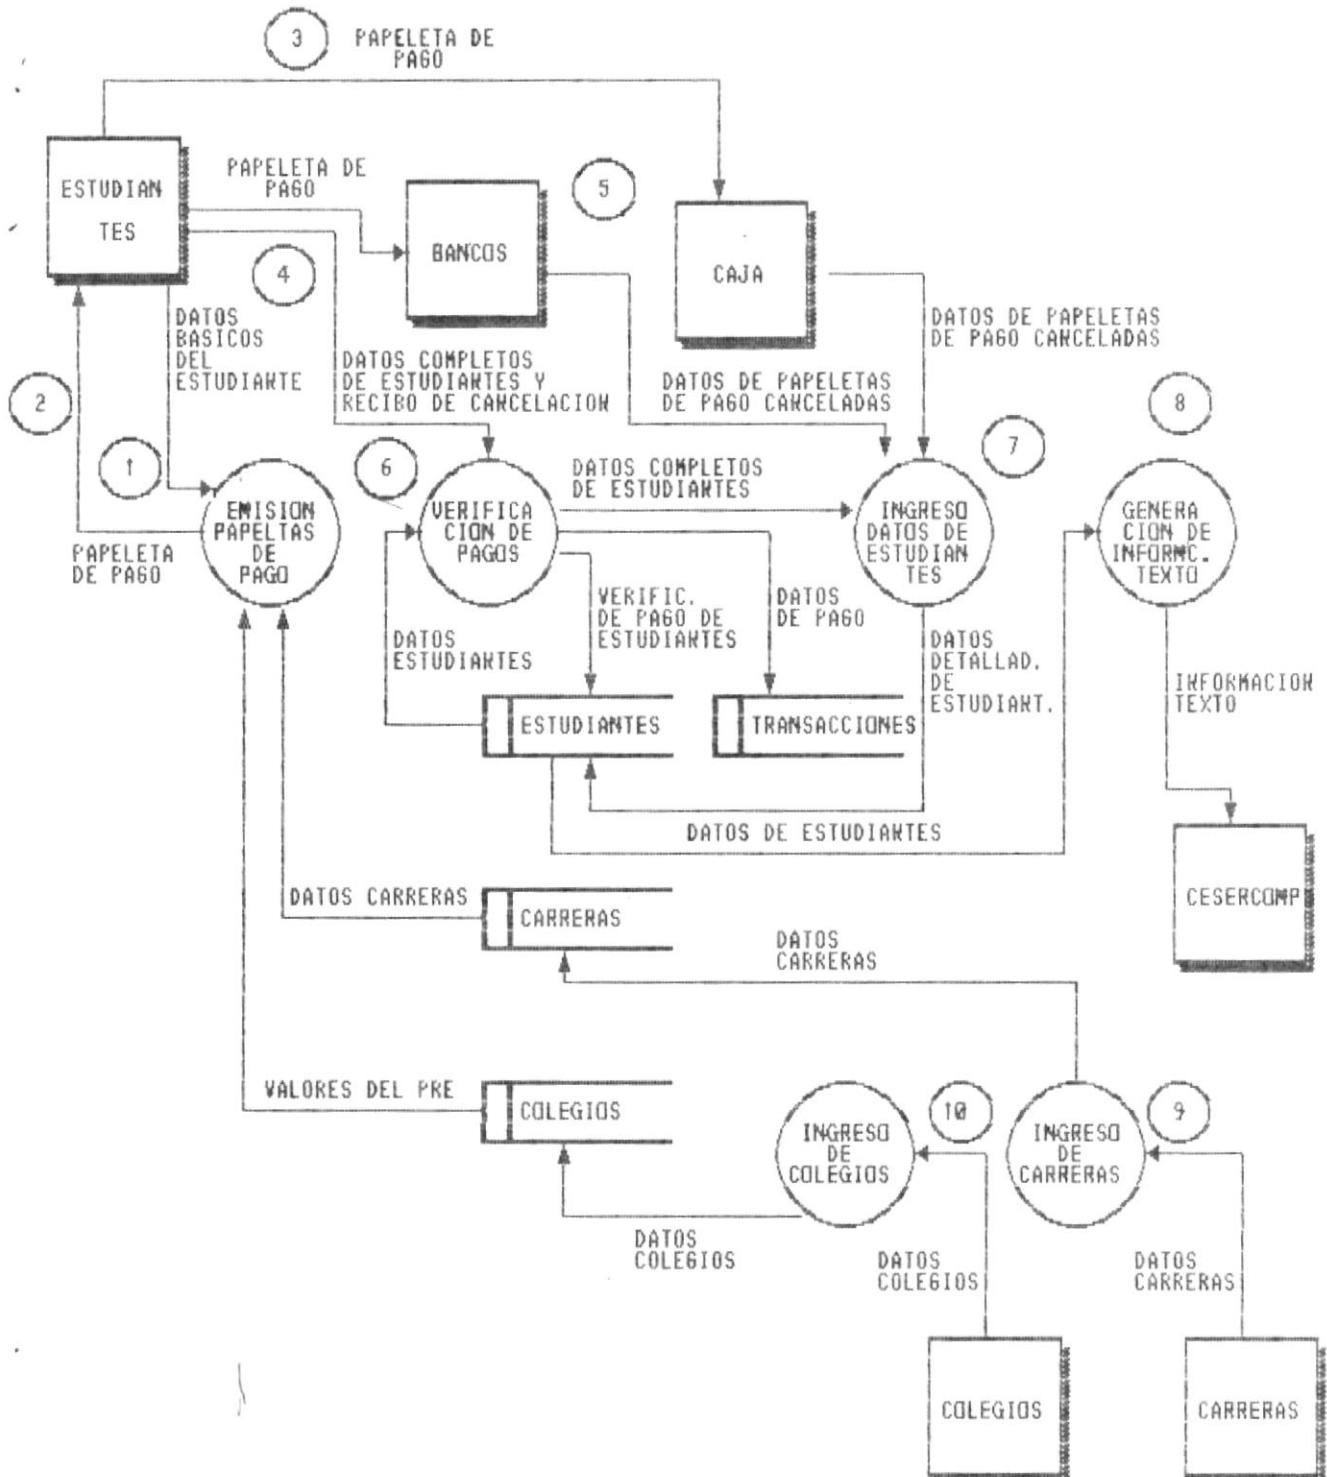 3
PAPELETA DE
PAGO
ESTUDIAN
TES
PAPELETA DE
PAGO
BANCOS
5
CAJA
4
DATOS
BASICOS
DEL
ESTUDIANTE
DATOS COMPLETOS
DE ESTUDIANTES Y
RECIBO DE CANCELACION
DATOS DE PAPELETAS
DE PAGO CANCELADAS
DATOS DE PAPELETAS
DE PAGO CANCELADAS
2
1
6
7
8
EMISION
PAPELTAS
DE
PAGO
PAPELETA
DE PAGO
VERIFICA
CION DE
PAGOS
DATOS COMPLETOS
DE ESTUDIANTES
INGRESO
DATOS DE
ESTUDIAN
TES
GENERA
CION DE
INFORMC.
TEXTO
DATOS
ESTUDIANTES
VERIFIC.
DE PAGO DE
ESTUDIANTES
DATOS
DE PAGO
DATOS
DETALLAD.
DE
ESTUDIANT.
INFORMACION
TEXTO
ESTUDIANTES
TRANSACCIONES
DATOS DE ESTUDIANTES
CESERCOMP
DATOS CARRERAS
CARRERAS
DATOS
CARRERAS
VALORES DEL PRE
COLEGIOS
INGRESO
DE
COLEGIOS
10
INGRESO
DE
CARRERAS
9
DATOS
COLEGIOS
DATOS
COLEGIOS
DATOS
CARRERAS
COLEGIOS
CARRERAS